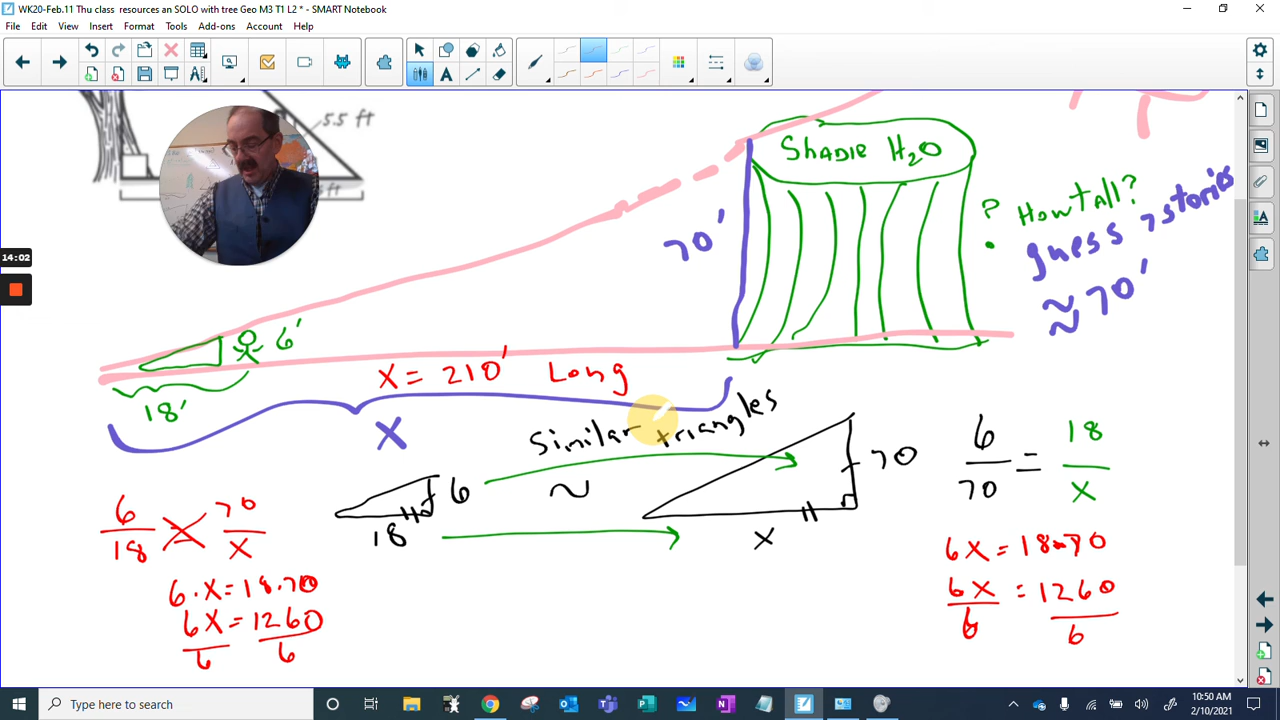 WK20-Feb.11 Thu class resources an SOLO with tree Geo M3 T1 L2 * - SMART Notebook
File Edit View Insert Format Tools Add-ons Account Help
5.5 ft
ft
14:02
SHADIE H2O
? How tAll?
guess 7 stories
≈ 70'
70'
6'
18'
X = 210' Long
X
Similar triangles
6
18
~
70
X
6/18 = 70/X
6·X = 18·70
6X = 1260
6 6
6/70 = 18/X
6X = 18·70
6X = 1260
6 6
Type here to search
10:50 AM
2/10/2021